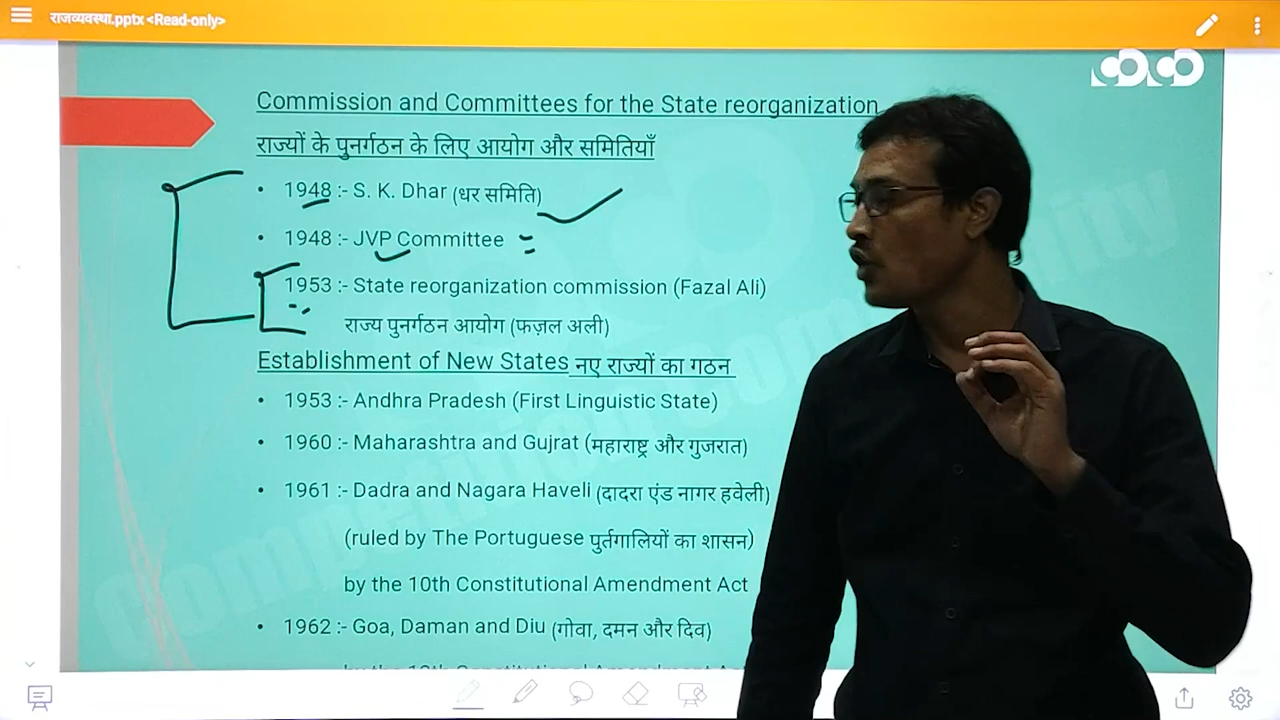 राजव्यवस्था.pptx <Read-only>
COCO
Commission and Committees for the State reorganization
राज्यों के पुनर्गठन के लिए आयोग और समितियाँ
• 1948 :- S. K. Dhar (धर समिति)
• 1948 :- JVP Committee
1953 :- State reorganization commission (Fazal Ali)
राज्य पुनर्गठन आयोग (फज़ल अली)
Establishment of New States नए राज्यों का गठन
• 1953 :- Andhra Pradesh (First Linguistic State)
• 1960 :- Maharashtra and Gujrat (महाराष्ट्र और गुजरात)
• 1961 :- Dadra and Nagara Haveli (दादरा एंड नागर हवेली)
(ruled by The Portuguese पुर्तगालियों का शासन)
by the 10th Constitutional Amendment Act
• 1962 :- Goa, Daman and Diu (गोवा, दमन और दिव)